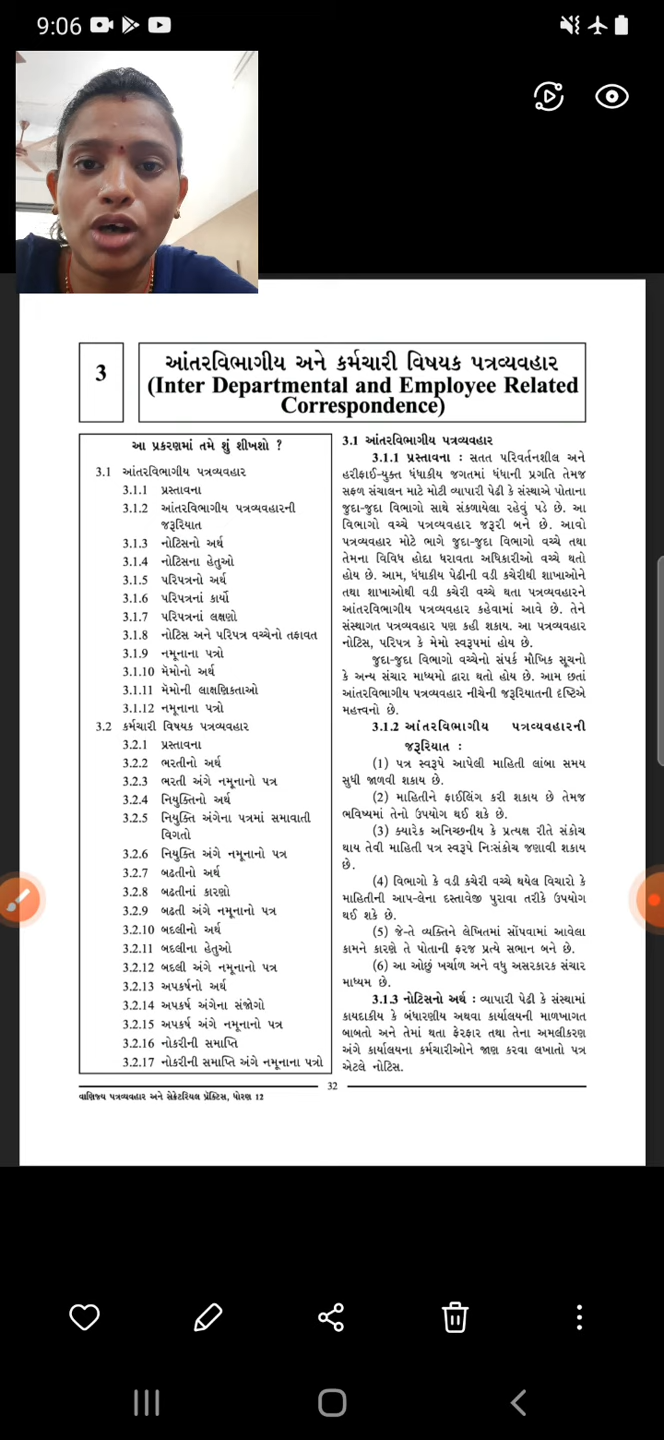 9:06
3
આંતરવિભાગીય અને કર્મચારી વિષયક પત્રવ્યવહાર
(Inter Departmental and Employee Related
Correspondence)
આ પ્રકરણમાં તમે શું શીખશો ?
3.1 આંતરવિભાગીય પત્રવ્યવહાર
3.1.1 પ્રસ્તાવના
3.1.2 આંતરવિભાગીય પત્રવ્યવહારની
જરૂરિયાત
3.1.3 નોટિસનો અર્થ
3.1.4 નોટિસના હેતુઓ
3.1.5 પરિપત્રનો અર્થ
3.1.6 પરિપત્રનાં કાર્યો
3.1.7 પરિપત્રનાં લક્ષણો
3.1.8 નોટિસ અને પરિપત્ર વચ્ચેનો તફાવત
3.1.9 નમૂનાના પત્રો
3.1.10 મૅમોનો અર્થ
3.1.11 મૅમોની લાક્ષણિકતાઓ
3.1.12 નમૂનાના પત્રો
3.2 કર્મચારી વિષયક પત્રવ્યવહાર
3.2.1 પ્રસ્તાવના
3.2.2 ભરતીનો અર્થ
3.2.3 ભરતી અંગે નમૂનાનો પત્ર
3.2.4 નિયુક્તિનો અર્થ
3.2.5 નિયુક્તિ અંગેના પત્રમાં સમાવાતી
વિગતો
3.2.6 નિયુક્તિ અંગે નમૂનાનો પત્ર
3.2.7 બઢતીનો અર્થ
3.2.8 બઢતીનાં કારણો
3.2.9 બઢતી અંગે નમૂનાનો પત્ર
3.2.10 બદલીનો અર્થ
3.2.11 બદલીના હેતુઓ
3.2.12 બદલી અંગે નમૂનાનો પત્ર
3.2.13 અપકર્ષનો અર્થ
3.2.14 અપકર્ષ અંગેના સંજોગો
3.2.15 અપકર્ષ અંગે નમૂનાનો પત્ર
3.2.16 નોકરીની સમાપ્તિ
3.2.17 નોકરીની સમાપ્તિ અંગે નમૂનાના પત્રો
3.1 આંતરવિભાગીય પત્રવ્યવહાર
3.1.1 પ્રસ્તાવના : સતત પરિવર્તનશીલ અને
હરીફાઈ-યુક્ત ધંધાકીય જગતમાં ધંધાની પ્રગતિ તેમજ
સફળ સંચાલન માટે મોટી વ્યાપારી પેઢી કે સંસ્થાએ પોતાના
જુદા-જુદા વિભાગો સાથે સંકળાયેલા રહેવું પડે છે. આ
વિભાગો વચ્ચે પત્રવ્યવહાર જરૂરી બને છે. આવો
પત્રવ્યવહાર મોટે ભાગે જુદા-જુદા વિભાગો વચ્ચે તથા
તેમના વિવિધ હોદા ધરાવતા અધિકારીઓ વચ્ચે થતો
હોય છે. આમ, ધંધાકીય પેઢીની વડી કચેરીથી શાખાઓને
તથા શાખાઓથી વડી કચેરી વચ્ચે થતા પત્રવ્યવહારને
આંતરવિભાગીય પત્રવ્યવહાર કહેવામાં આવે છે. તેને
સંસ્થાગત પત્રવ્યવહાર પણ કહી શકાય. આ પત્રવ્યવહાર
નોટિસ, પરિપત્ર કે મેમો સ્વરૂપમાં હોય છે.
જુદા-જુદા વિભાગો વચ્ચેનો સંપર્ક મૌખિક સૂચનો
કે અન્ય સંચાર માધ્યમો દ્વારા થતો હોય છે. આમ છતાં
આંતરવિભાગીય પત્રવ્યવહાર નીચેની જરૂરિયાતની દૃષ્ટિએ
મહત્ત્વનો છે.
3.1.2 આંતરવિભાગીય પત્રવ્યવહારની
જરૂરિયાત :
(1) પત્ર સ્વરૂપે આપેલી માહિતી લાંબા સમય
સુધી જાળવી શકાય છે.
(2) માહિતીને ફાઈલિંગ કરી શકાય છે તેમજ
ભવિષ્યમાં તેનો ઉપયોગ થઈ શકે છે.
(3) ક્યારેક અનિચ્છનીય કે પ્રત્યક્ષ રીતે સંકોચ
થાય તેવી માહિતી પત્ર સ્વરૂપે નિઃસંકોચ જણાવી શકાય
છે.
(4) વિભાગો કે વડી કચેરી વચ્ચે થયેલ વિચારો કે
માહિતીની આપ-લેના દસ્તાવેજી પુરાવા તરીકે ઉપયોગ
થઈ શકે છે.
(5) જે-તે વ્યક્તિને લેખિતમાં સોંપવામાં આવેલા
કામને કારણે તે પોતાની ફરજ પ્રત્યે સભાન બને છે.
(6) આ ઓછું ખર્ચાળ અને વધુ અસરકારક સંચાર
માધ્યમ છે.
3.1.3 નોટિસનો અર્થ : વ્યાપારી પેઢી કે સંસ્થામાં
કાયદાકીય કે બંધારણીય અથવા કાર્યાલયના માળખાગત
બાબતો અને તેમાં થતા ફેરફાર તથા તેના અમલીકરણ
અંગે કાર્યાલયના કર્મચારીઓને જાણ કરવા લખાતો પત્ર
એટલે નોટિસ.
32
વાણિજ્ય પત્રવ્યવહાર અને સેક્રેટરિયલ પ્રૅક્ટિસ, ધોરણ 12